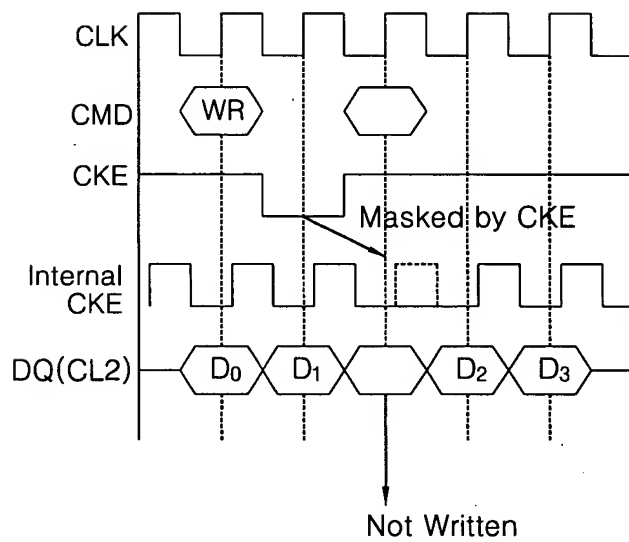 CLK
CMD WR
CKE
Masked by CKE
Internal
CKE
DQ(CL2) D0 D1 D2 D3
Not Written